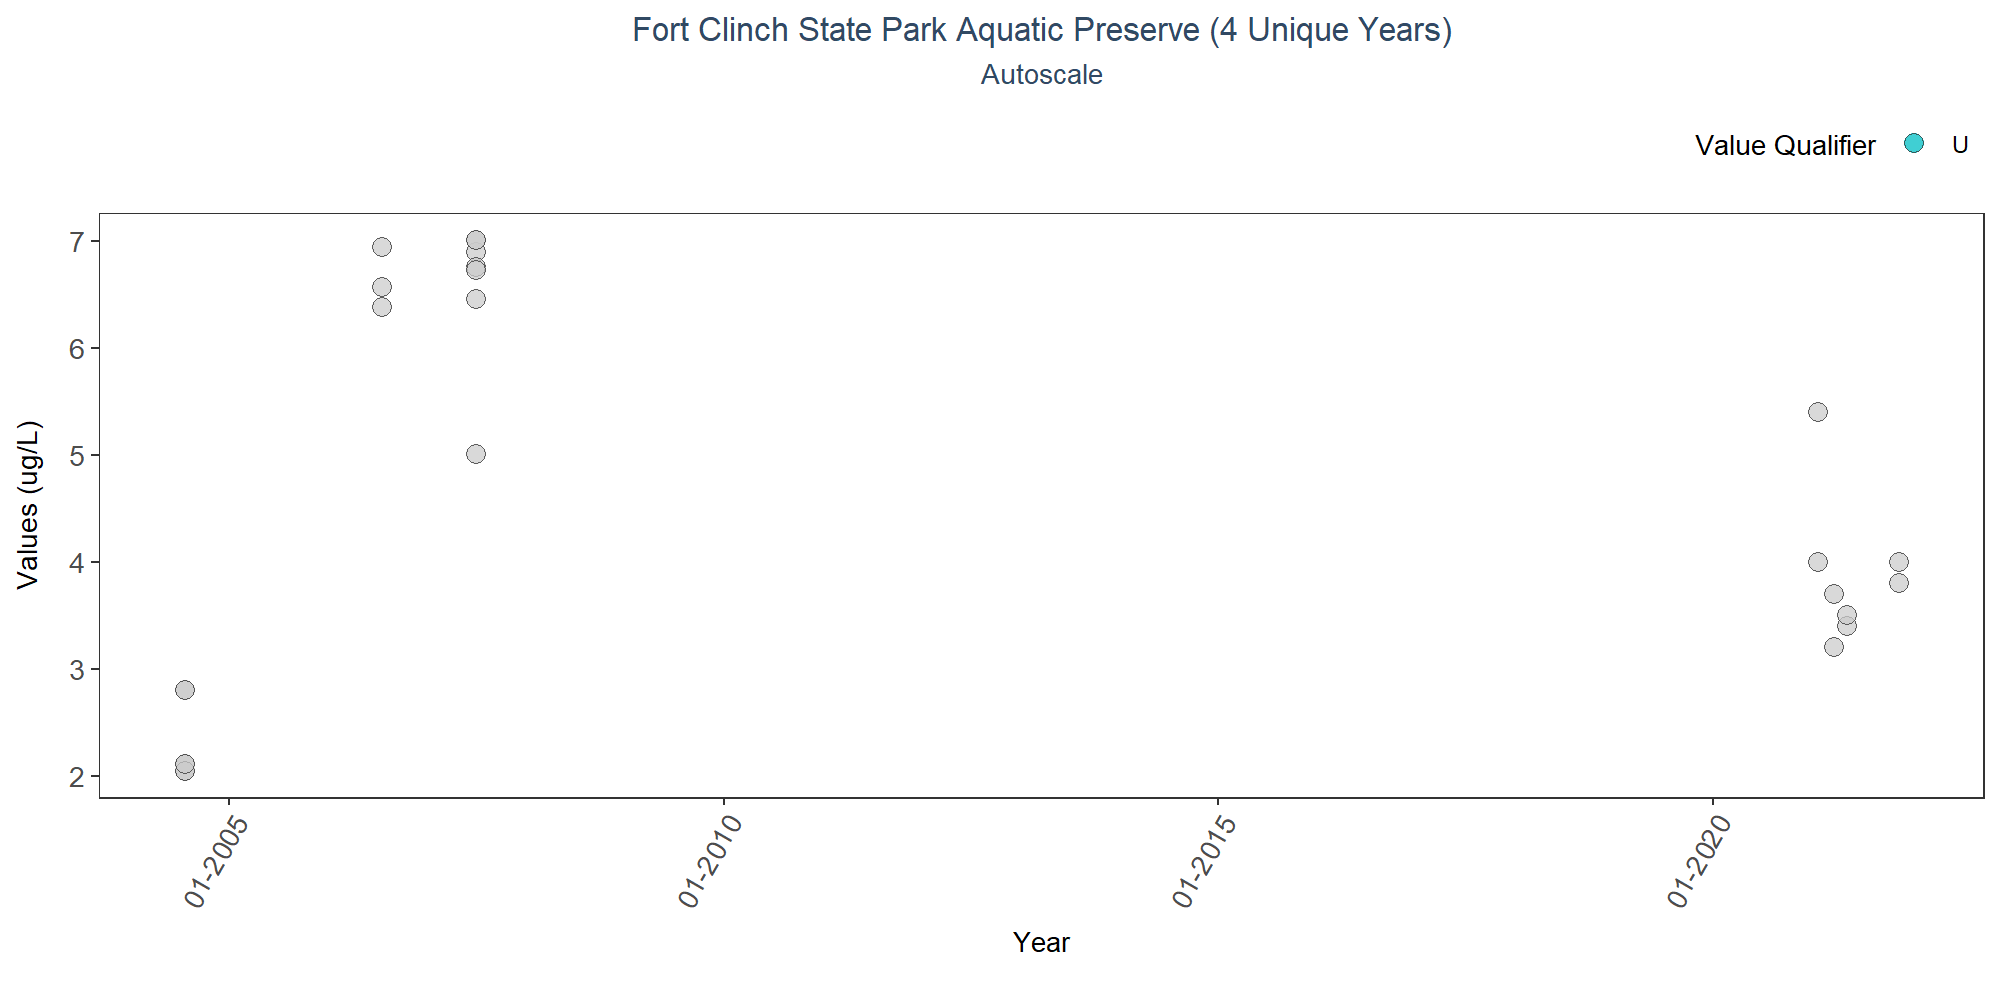 Fort Clinch State Park Aquatic Preserve (4 Unique Years)
Autoscale
Value Qualifier U
7
6
5
4
3
2
Values (ug/L)
01-2005 01-2010 01-2015 01-2020
Year